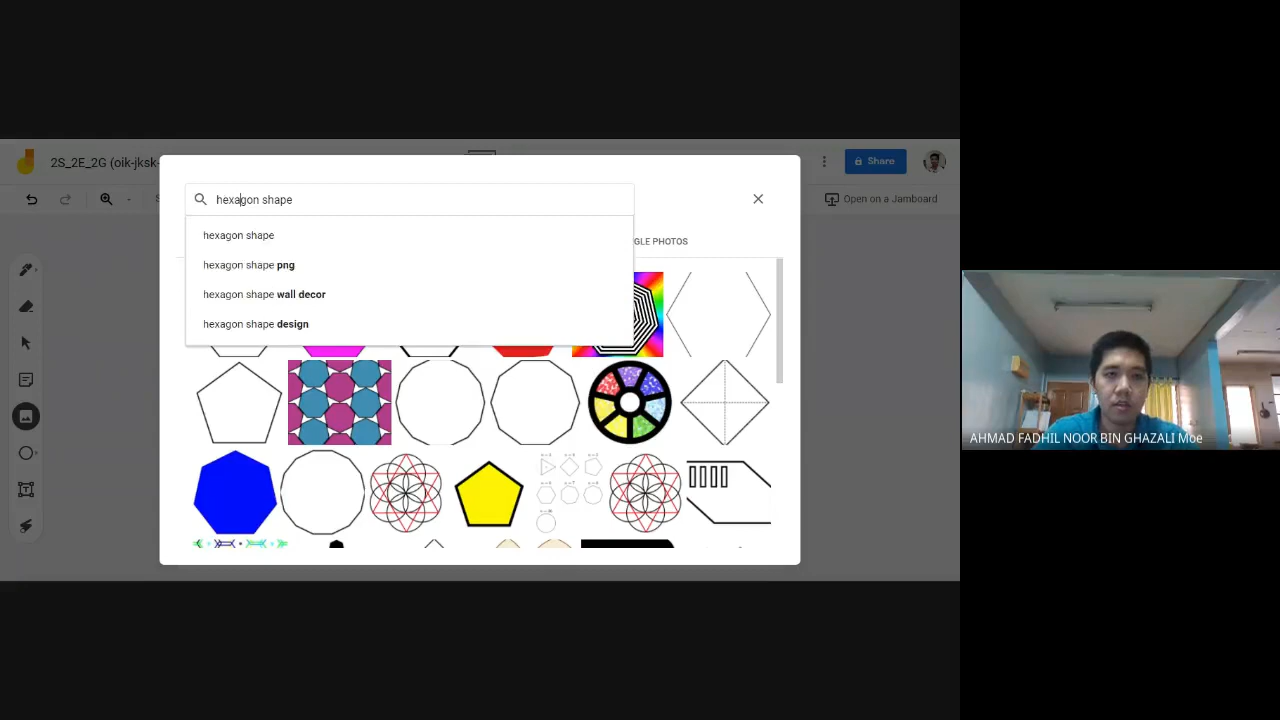 2S_2E_2G (oik-jksk-
Share
hexagon shape
Open on a Jamboard
hexagon shape
GLE PHOTOS
hexagon shape png
hexagon shape wall decor
hexagon shape design
AHMAD FADHIL NOOR BIN GHAZALI Moe